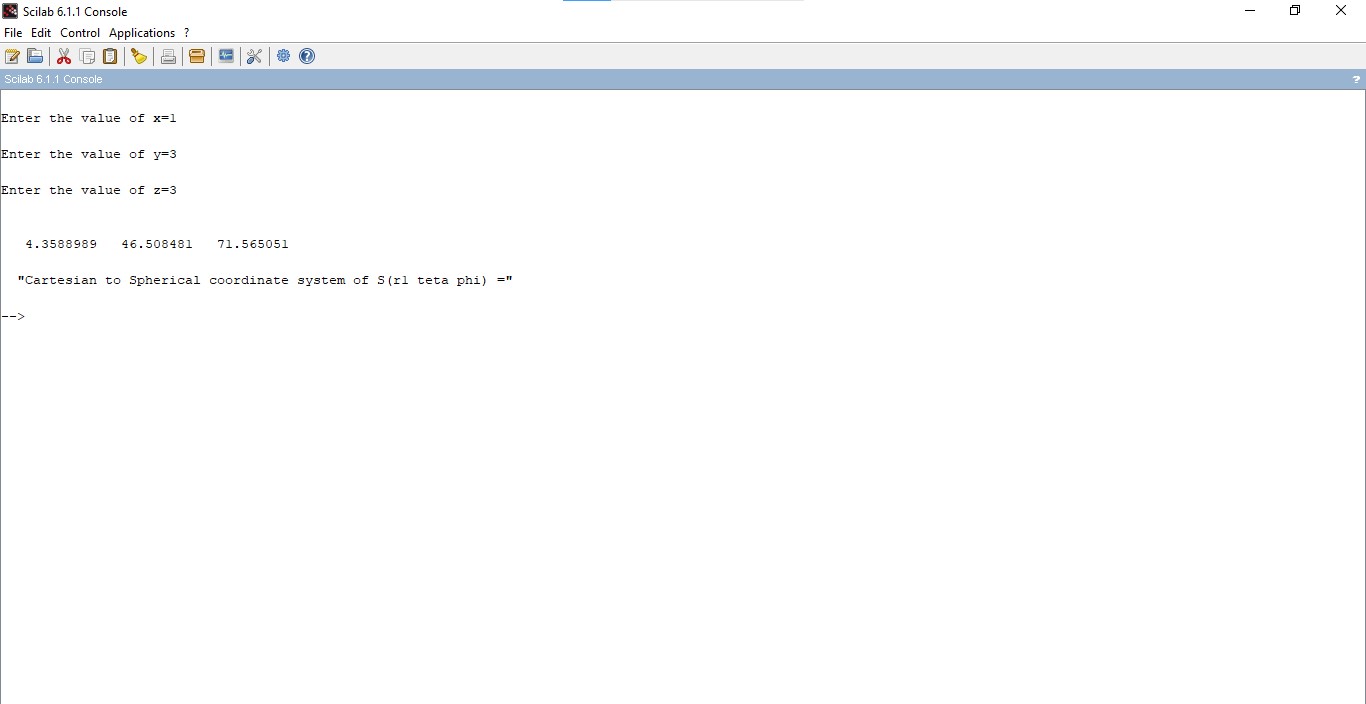 Scilab 6.1.1 Console
File Edit Control Applications ?
Scilab 6.1.1 Console ?
Enter the value of x=1
Enter the value of y=3
Enter the value of z=3
4.3588989 46.508481 71.565051
"Cartesian to Spherical coordinate system of S(r1 teta phi) ="
-->